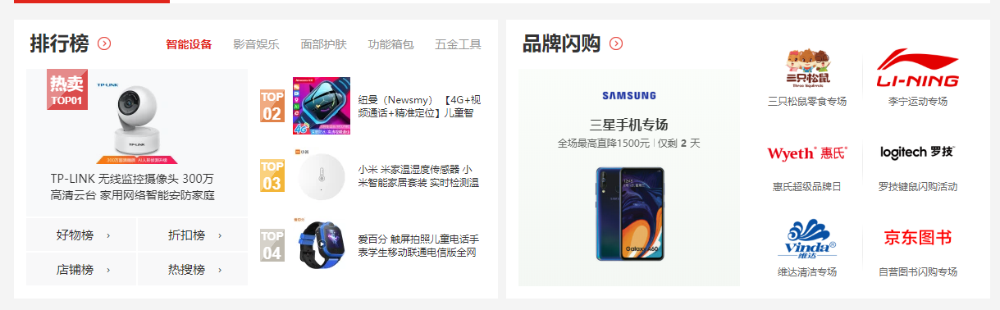 排行榜
智能设备 影音娱乐 面部护肤 功能箱包 五金工具
热卖
TOP01
TP-LINK
TP-LINK
TP-LINK 无线监控摄像头 300万
高清云台 家用网络智能安防家庭
好物榜 ›
折扣榜 ›
店铺榜 ›
热搜榜 ›
TOP
02
4G
纽曼（Newsmy） 【4G+视
频通话+精准定位】儿童智
TOP
03
小米
小米 米家温湿度传感器 小
米智能家居套装 实时检测温
TOP
04
爱百分 触屏拍照儿童电话手
表学生移动联通电信版全网
品牌闪购
SAMSUNG
三星手机专场
全场最高直降1500元 | 仅剩 2 天
Galaxy A60
三只松鼠
Three Squirrels
三只松鼠零食专场
LI-NING
李宁运动专场
Wyeth® 惠氏®
惠氏超级品牌日
logitech 罗技
罗技键鼠闪购活动
Vinda®
维达
维达清洁专场
京东图书
自营图书闪购专场